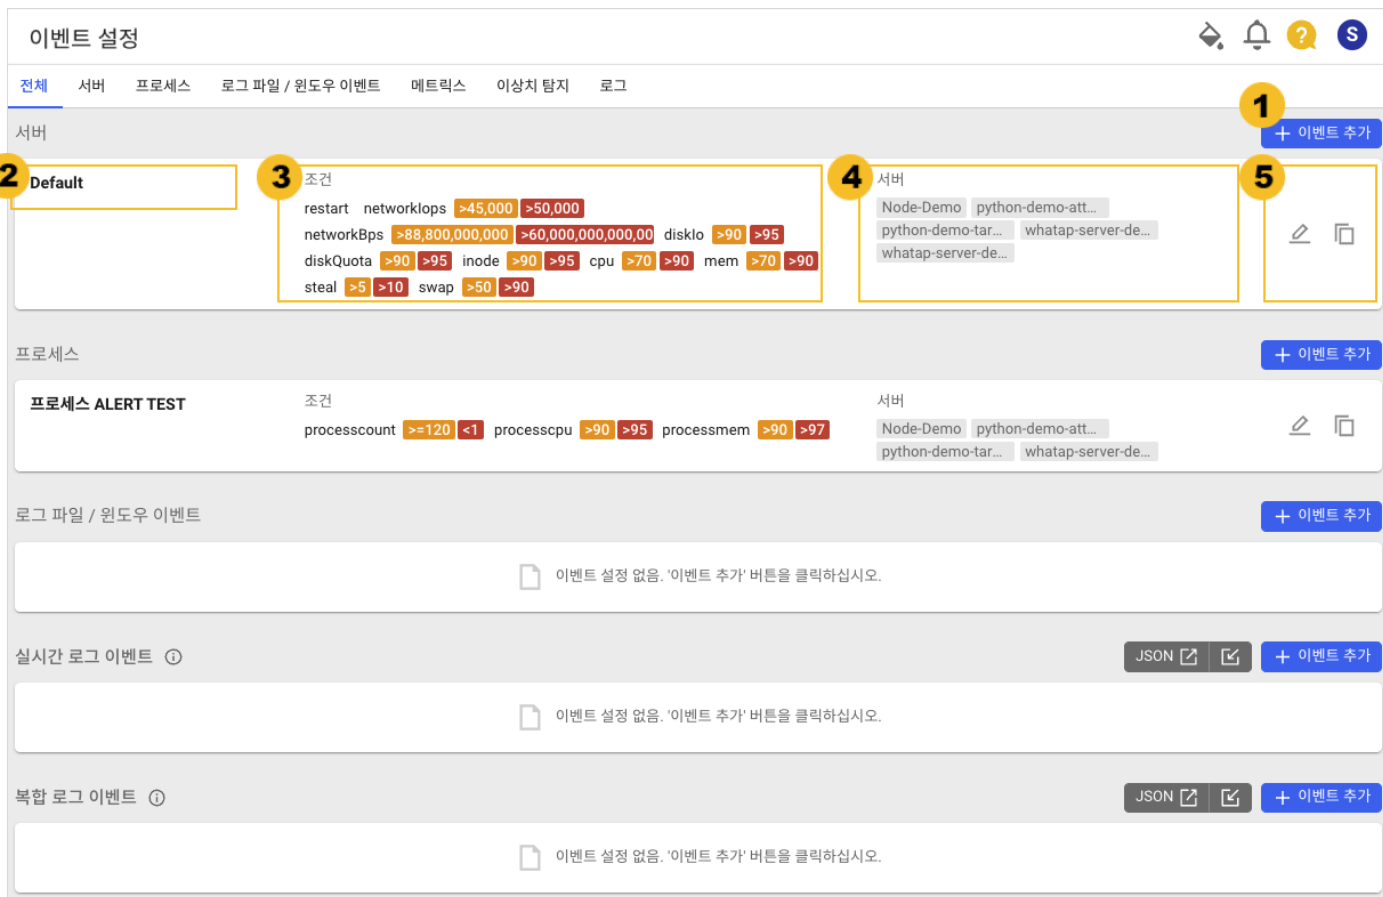 이벤트 설정
?
S
전체 서버 프로세스 로그 파일 / 윈도우 이벤트 메트릭스 이상치 탐지 로그
1
서버
+ 이벤트 추가
2
Default
3
조건
restart networkIops >45,000 >50,000
networkBps >88,800,000,000 >60,000,000,000,00 diskIo >90 >95
diskQuota >90 >95 inode >90 >95 cpu >70 >90 mem >70 >90
steal >5 >10 swap >50 >90
4
서버
Node-Demo python-demo-att...
python-demo-tar... whatap-server-de...
whatap-server-de...
5
프로세스
+ 이벤트 추가
프로세스 ALERT TEST
조건
processcount >=120 <1 processcpu >90 >95 processmem >90 >97
서버
Node-Demo python-demo-att...
python-demo-tar... whatap-server-de...
로그 파일 / 윈도우 이벤트
+ 이벤트 추가
이벤트 설정 없음. '이벤트 추가' 버튼을 클릭하십시오.
실시간 로그 이벤트
JSON
+ 이벤트 추가
이벤트 설정 없음. '이벤트 추가' 버튼을 클릭하십시오.
복합 로그 이벤트
JSON
+ 이벤트 추가
이벤트 설정 없음. '이벤트 추가' 버튼을 클릭하십시오.